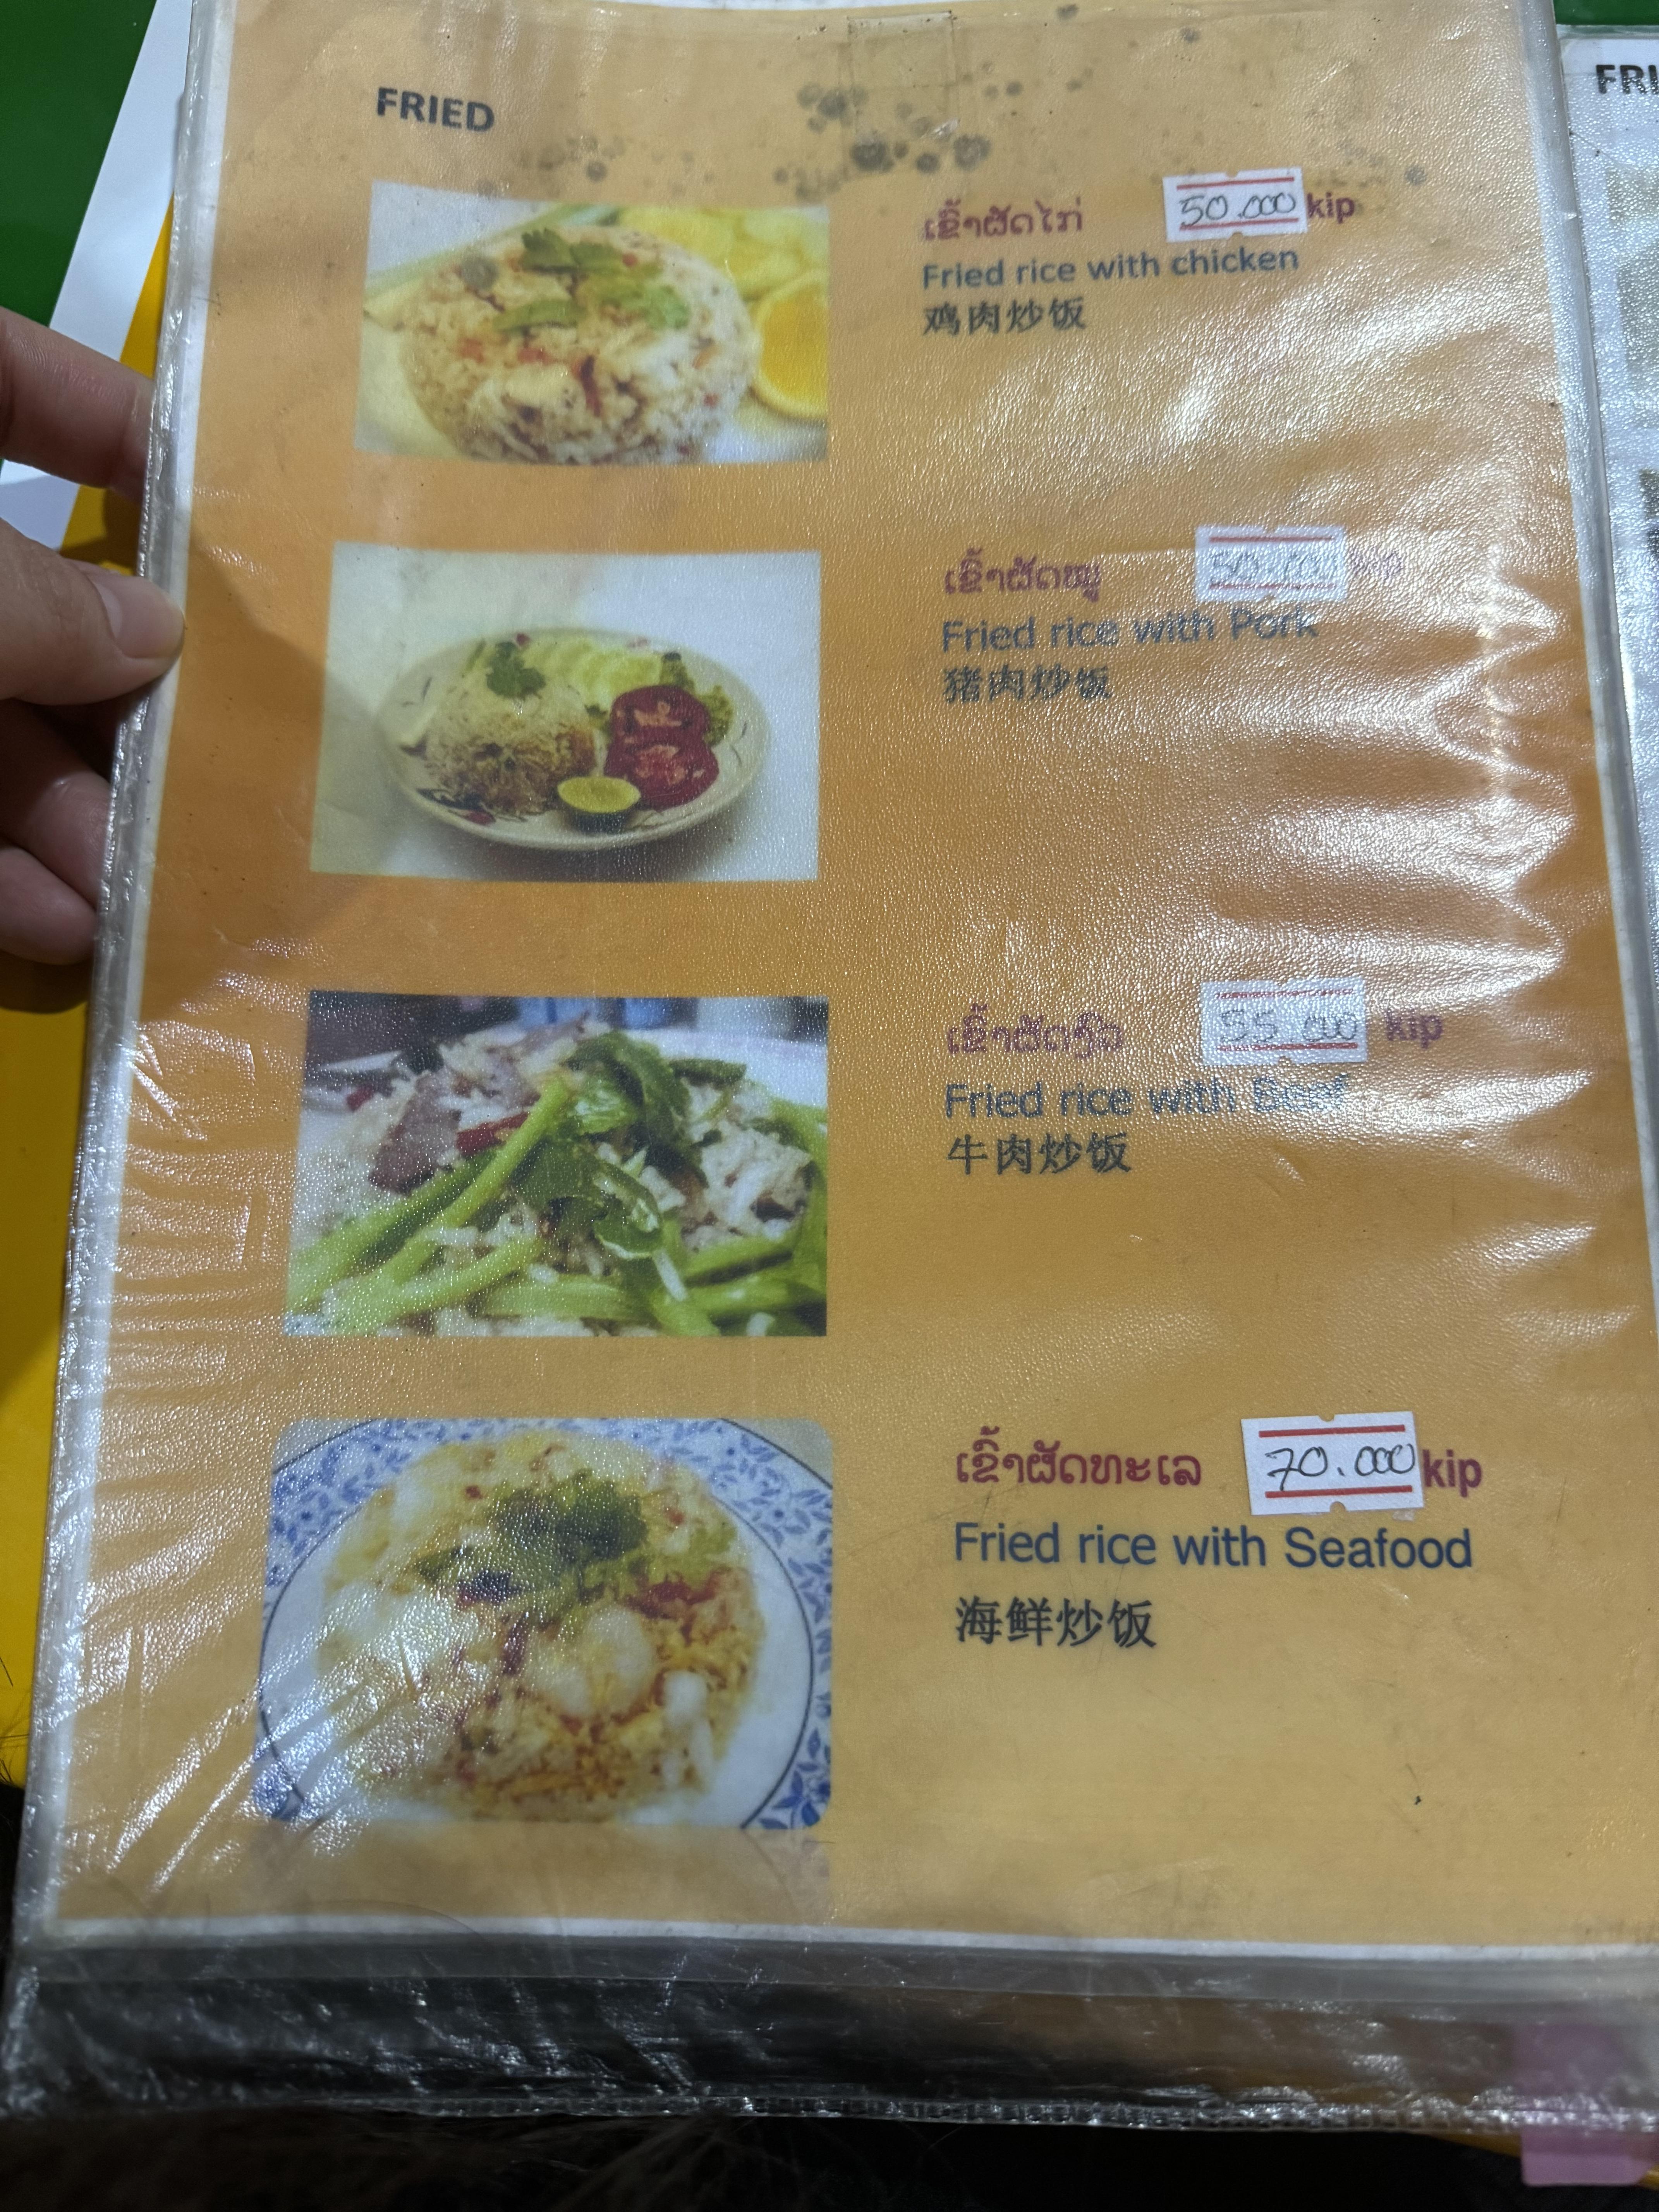 FRIED
ເຂົ້າຜັດໄກ່ 50.000 kip
Fried rice with chicken
鸡肉炒饭
ເຂົ້າຜັດໝູ kip
Fried rice with Pork
猪肉炒饭
ເຂົ້າຜັດງົວ 55.000 kip
Fried rice with Beef
牛肉炒饭
ເຂົ້າຜັດທະເລ 70.000 kip
Fried rice with Seafood
海鲜炒饭